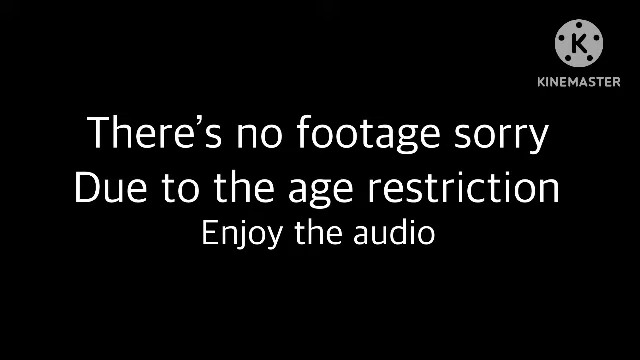 KINEMASTER
There's no footage sorry
Due to the age restriction
Enjoy the audio